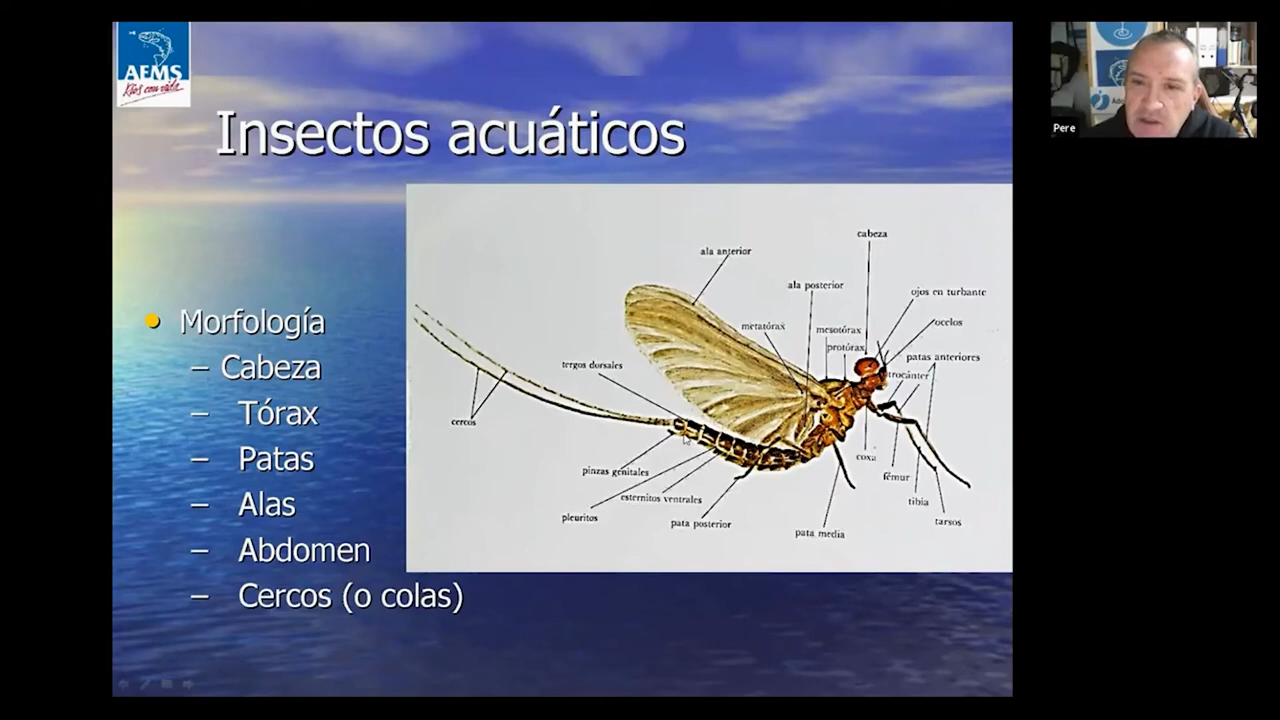 AEMS
Ríos con vida
Insectos acuáticos
Pere
• Morfología
– Cabeza
– Tórax
– Patas
– Alas
– Abdomen
– Cercos (o colas)
cabeza
ala anterior
ala posterior
ojos en turbante
ocelos
metatórax
mesotórax
protórax
patas anteriores
trocánter
tergos dorsales
cercos
coxa
pinzas genitales
fémur
esternitos ventrales
tibia
pleuritos
pata posterior
tarsos
pata media